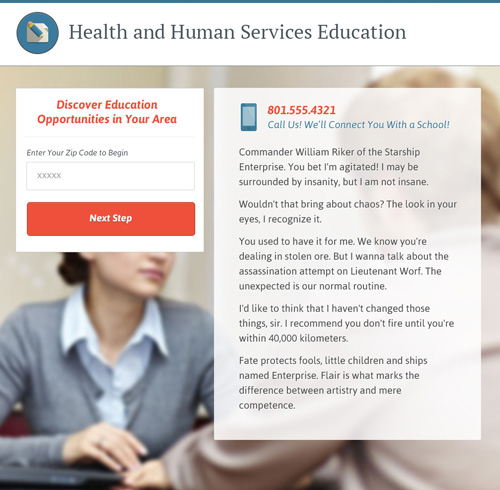 Health and Human Services Education
Discover Education
Opportunities in Your Area
Enter Your Zip Code to Begin
XXXXX
Next Step
801.555.4321
Call Us! We'll Connect You With a School!
Commander William Riker of the Starship
Enterprise. You bet I'm agitated! I may be
surrounded by insanity, but I am not insane.
Wouldn't that bring about chaos? The look in your
eyes, I recognize it.
You used to have it for me. We know you're
dealing in stolen ore. But I wanna talk about the
assassination attempt on Lieutenant Worf. The
unexpected is our normal routine.
I'd like to think that I haven't changed those
things, sir. I recommend you don't fire until you're
within 40,000 kilometers.
Fate protects fools, little children and ships
named Enterprise. Flair is what marks the
difference between artistry and mere
competence.